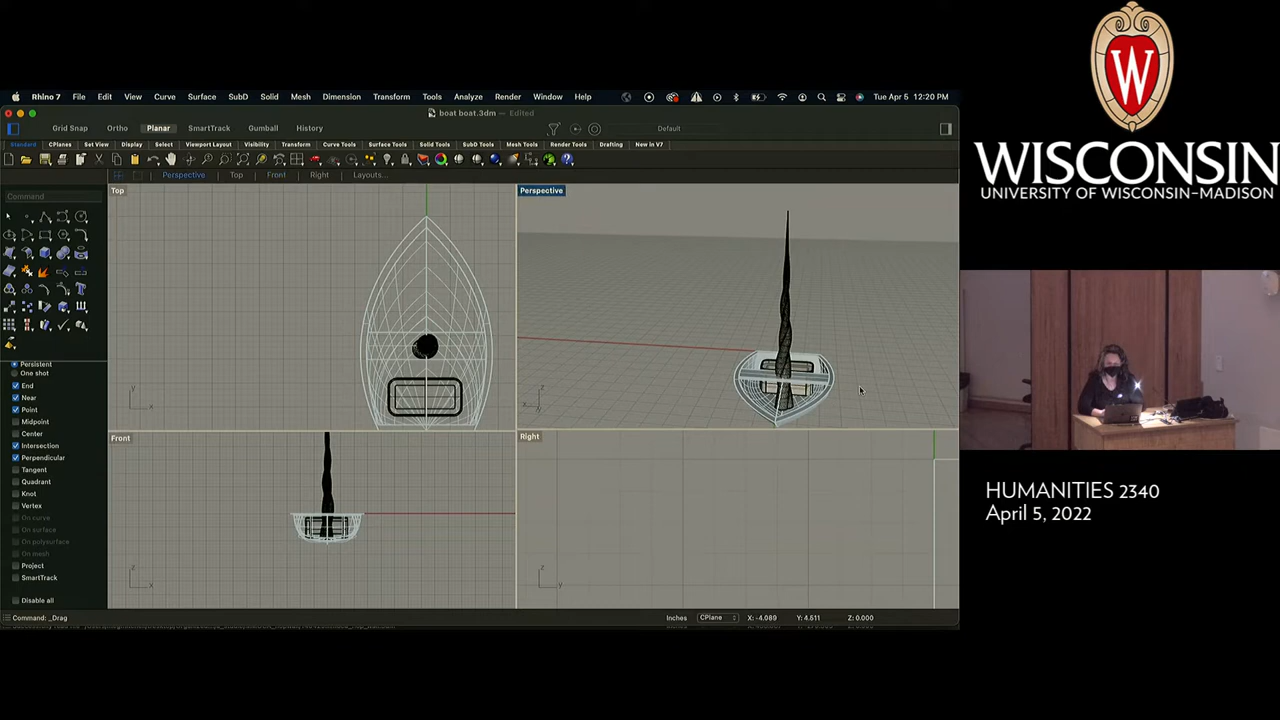 Rhino 7 File Edit View Curve Surface SubD Solid Mesh Dimension Transform Tools Analyze Render Window Help Tue Apr 5 12:20 PM
boat boat.3dm — Edited
Grid Snap Ortho Planar SmartTrack Gumball History Default
Standard CPlanes Set View Display Select Viewport Layout Visibility Transform Curve Tools Surface Tools Solid Tools SubD Tools Mesh Tools Render Tools Drafting New in V7
Perspective Top Front Right Layouts...
Command
Top
Perspective
Front
Right
Persistent
One shot
End
Near
Point
Midpoint
Center
Intersection
Perpendicular
Tangent
Quadrant
Knot
Vertex
On curve
On surface
On polysurface
On mesh
Project
SmartTrack
Disable all
y
x
z
x
y
z
x
z
y
Command: _Drag
Inches CPlane X: -4.089 Y: 4.611 Z: 0.000
W
WISCONSIN
UNIVERSITY OF WISCONSIN–MADISON
HUMANITIES 2340
April 5, 2022